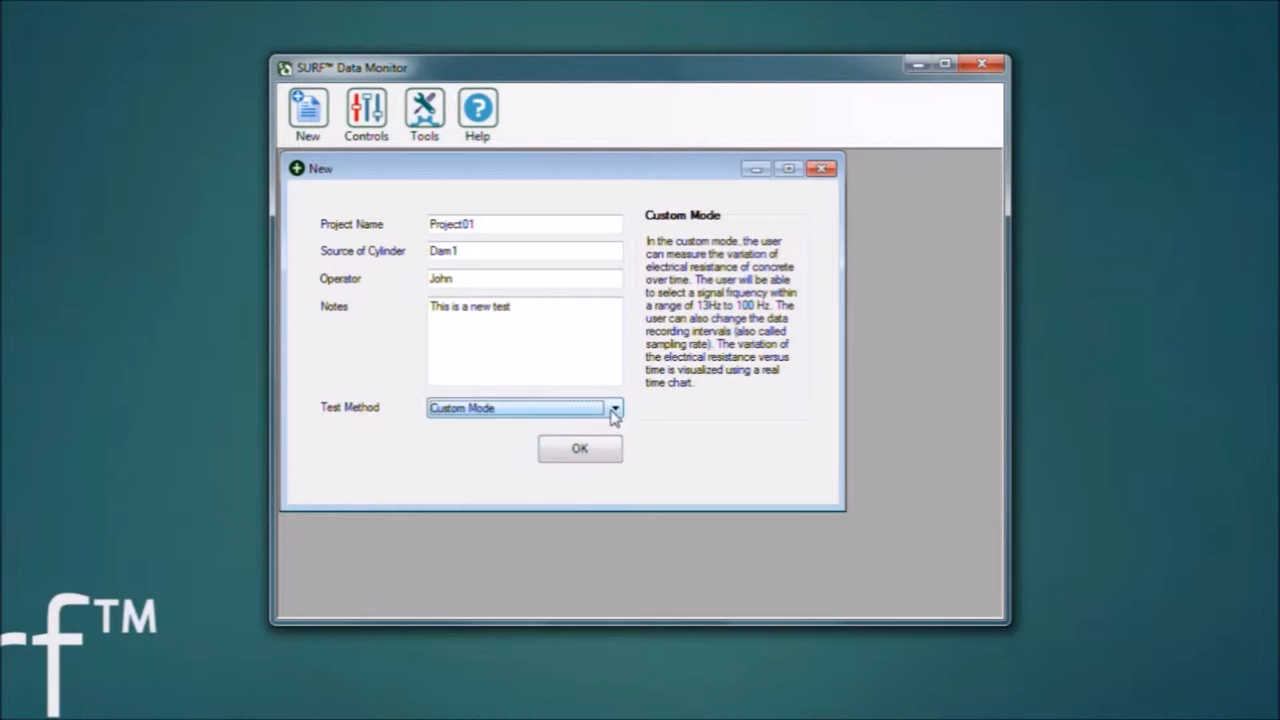 SURF™ Data Monitor
New
Controls
Tools
Help
New
Project Name
Project01
Source of Cylinder
Dam1
Operator
John
Notes
This is a new test
Test Method
Custom Mode
OK
Custom Mode
In the custom mode, the user
can measure the variation of
electrical resistance of concrete
over time. The user will be able
to select a signal frquency within
a range of 13Hz to 100 Hz. The
user can also change the data
recording intervals (also called
sampling rate). The variation of
the electrical resistance versus
time is visualized using a real
time chart.
rf™